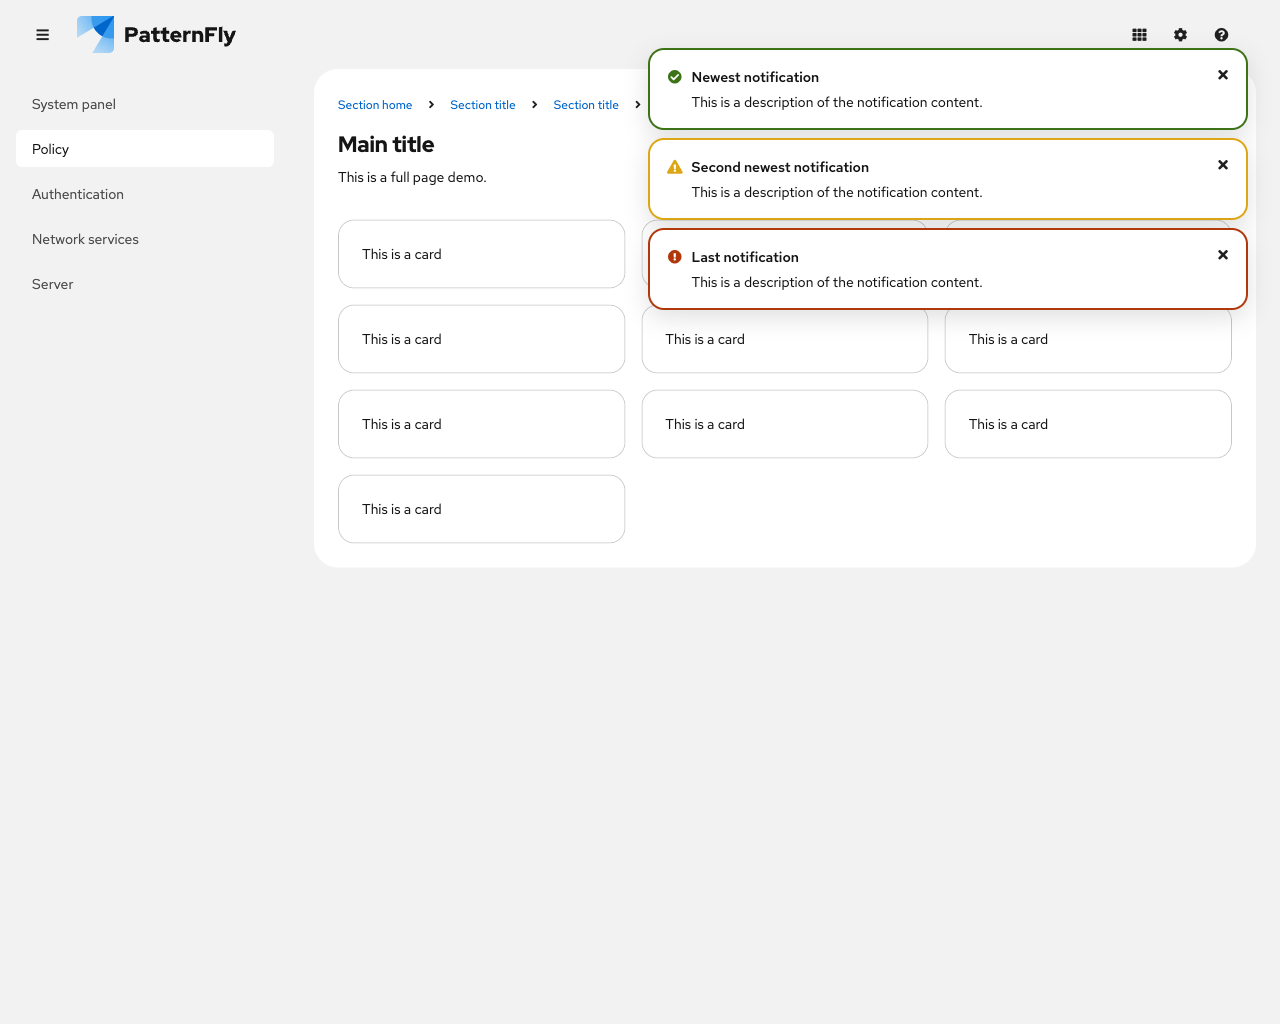 PatternFly
System panel
Policy
Authentication
Network services
Server
Section home
Section title
Section title
Main title
This is a full page demo.
Newest notification
This is a description of the notification content.
Second newest notification
This is a description of the notification content.
Last notification
This is a description of the notification content.
This is a card
This is a card
This is a card
This is a card
This is a card
This is a card
This is a card
This is a card